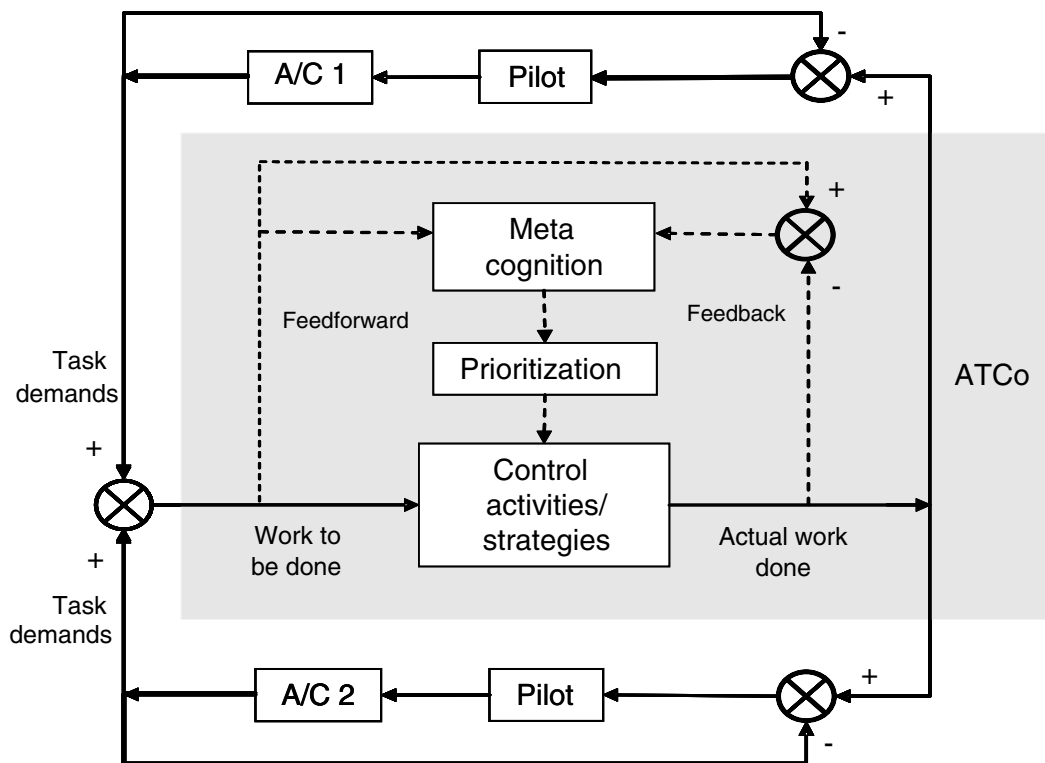 -
A/C 1
Pilot
+
+
Meta
cognition
-
Feedforward
Feedback
Task
demands
Prioritization
ATCo
+
Control
activities/
strategies
+
Work to
be done
Actual work
done
Task
demands
A/C 2
Pilot
+
-